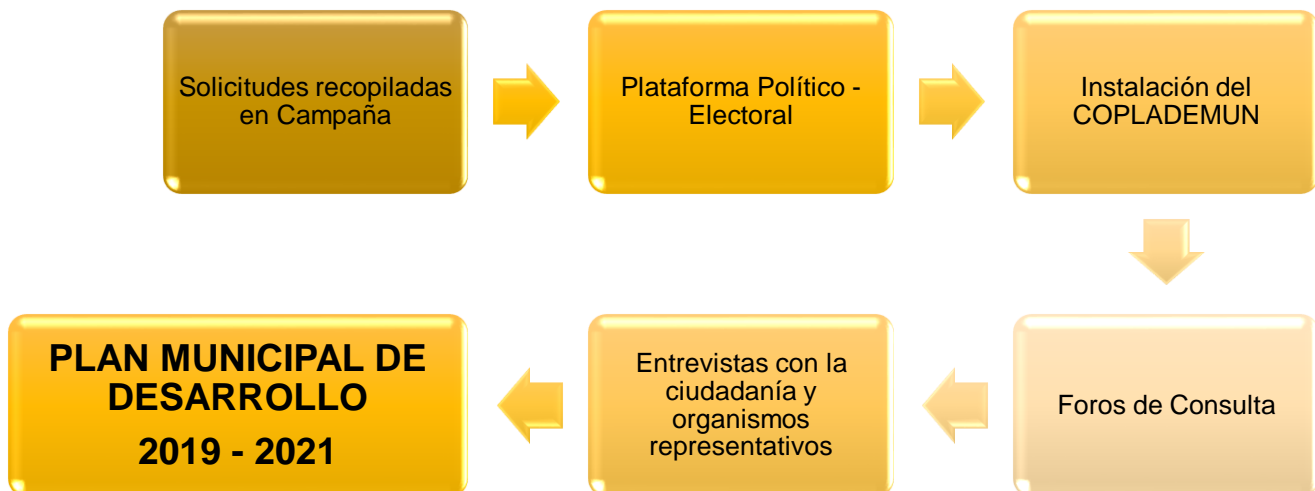 Solicitudes recopiladas
en Campaña
Plataforma Político -
Electoral
Instalación del
COPLADEMUN
Foros de Consulta
Entrevistas con la
ciudadanía y
organismos
representativos
PLAN MUNICIPAL DE
DESARROLLO
2019 - 2021